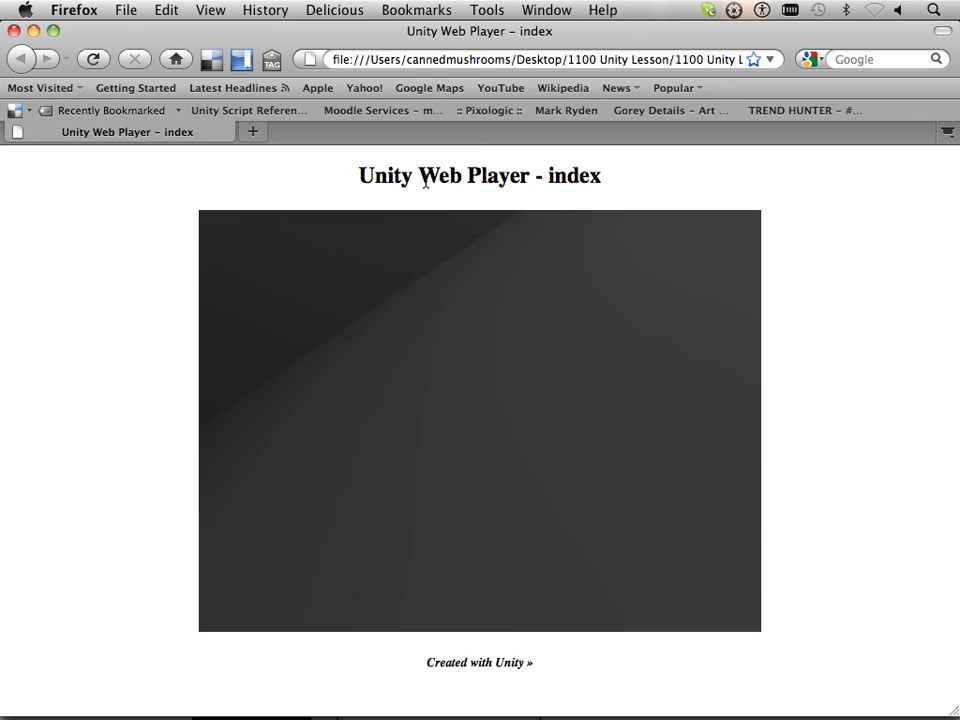 Firefox File Edit View History Delicious Bookmarks Tools Window Help
Unity Web Player - index
TAG file:///Users/cannedmushrooms/Desktop/1100 Unity Lesson/1100 Unity L Google
Most Visited Getting Started Latest Headlines Apple Yahoo! Google Maps YouTube Wikipedia News Popular
Recently Bookmarked Unity Script Referen... Moodle Services - m... :: Pixologic :: Mark Ryden Gorey Details - Art ... TREND HUNTER - #...
Unity Web Player - index
Unity Web Player - index
Created with Unity »